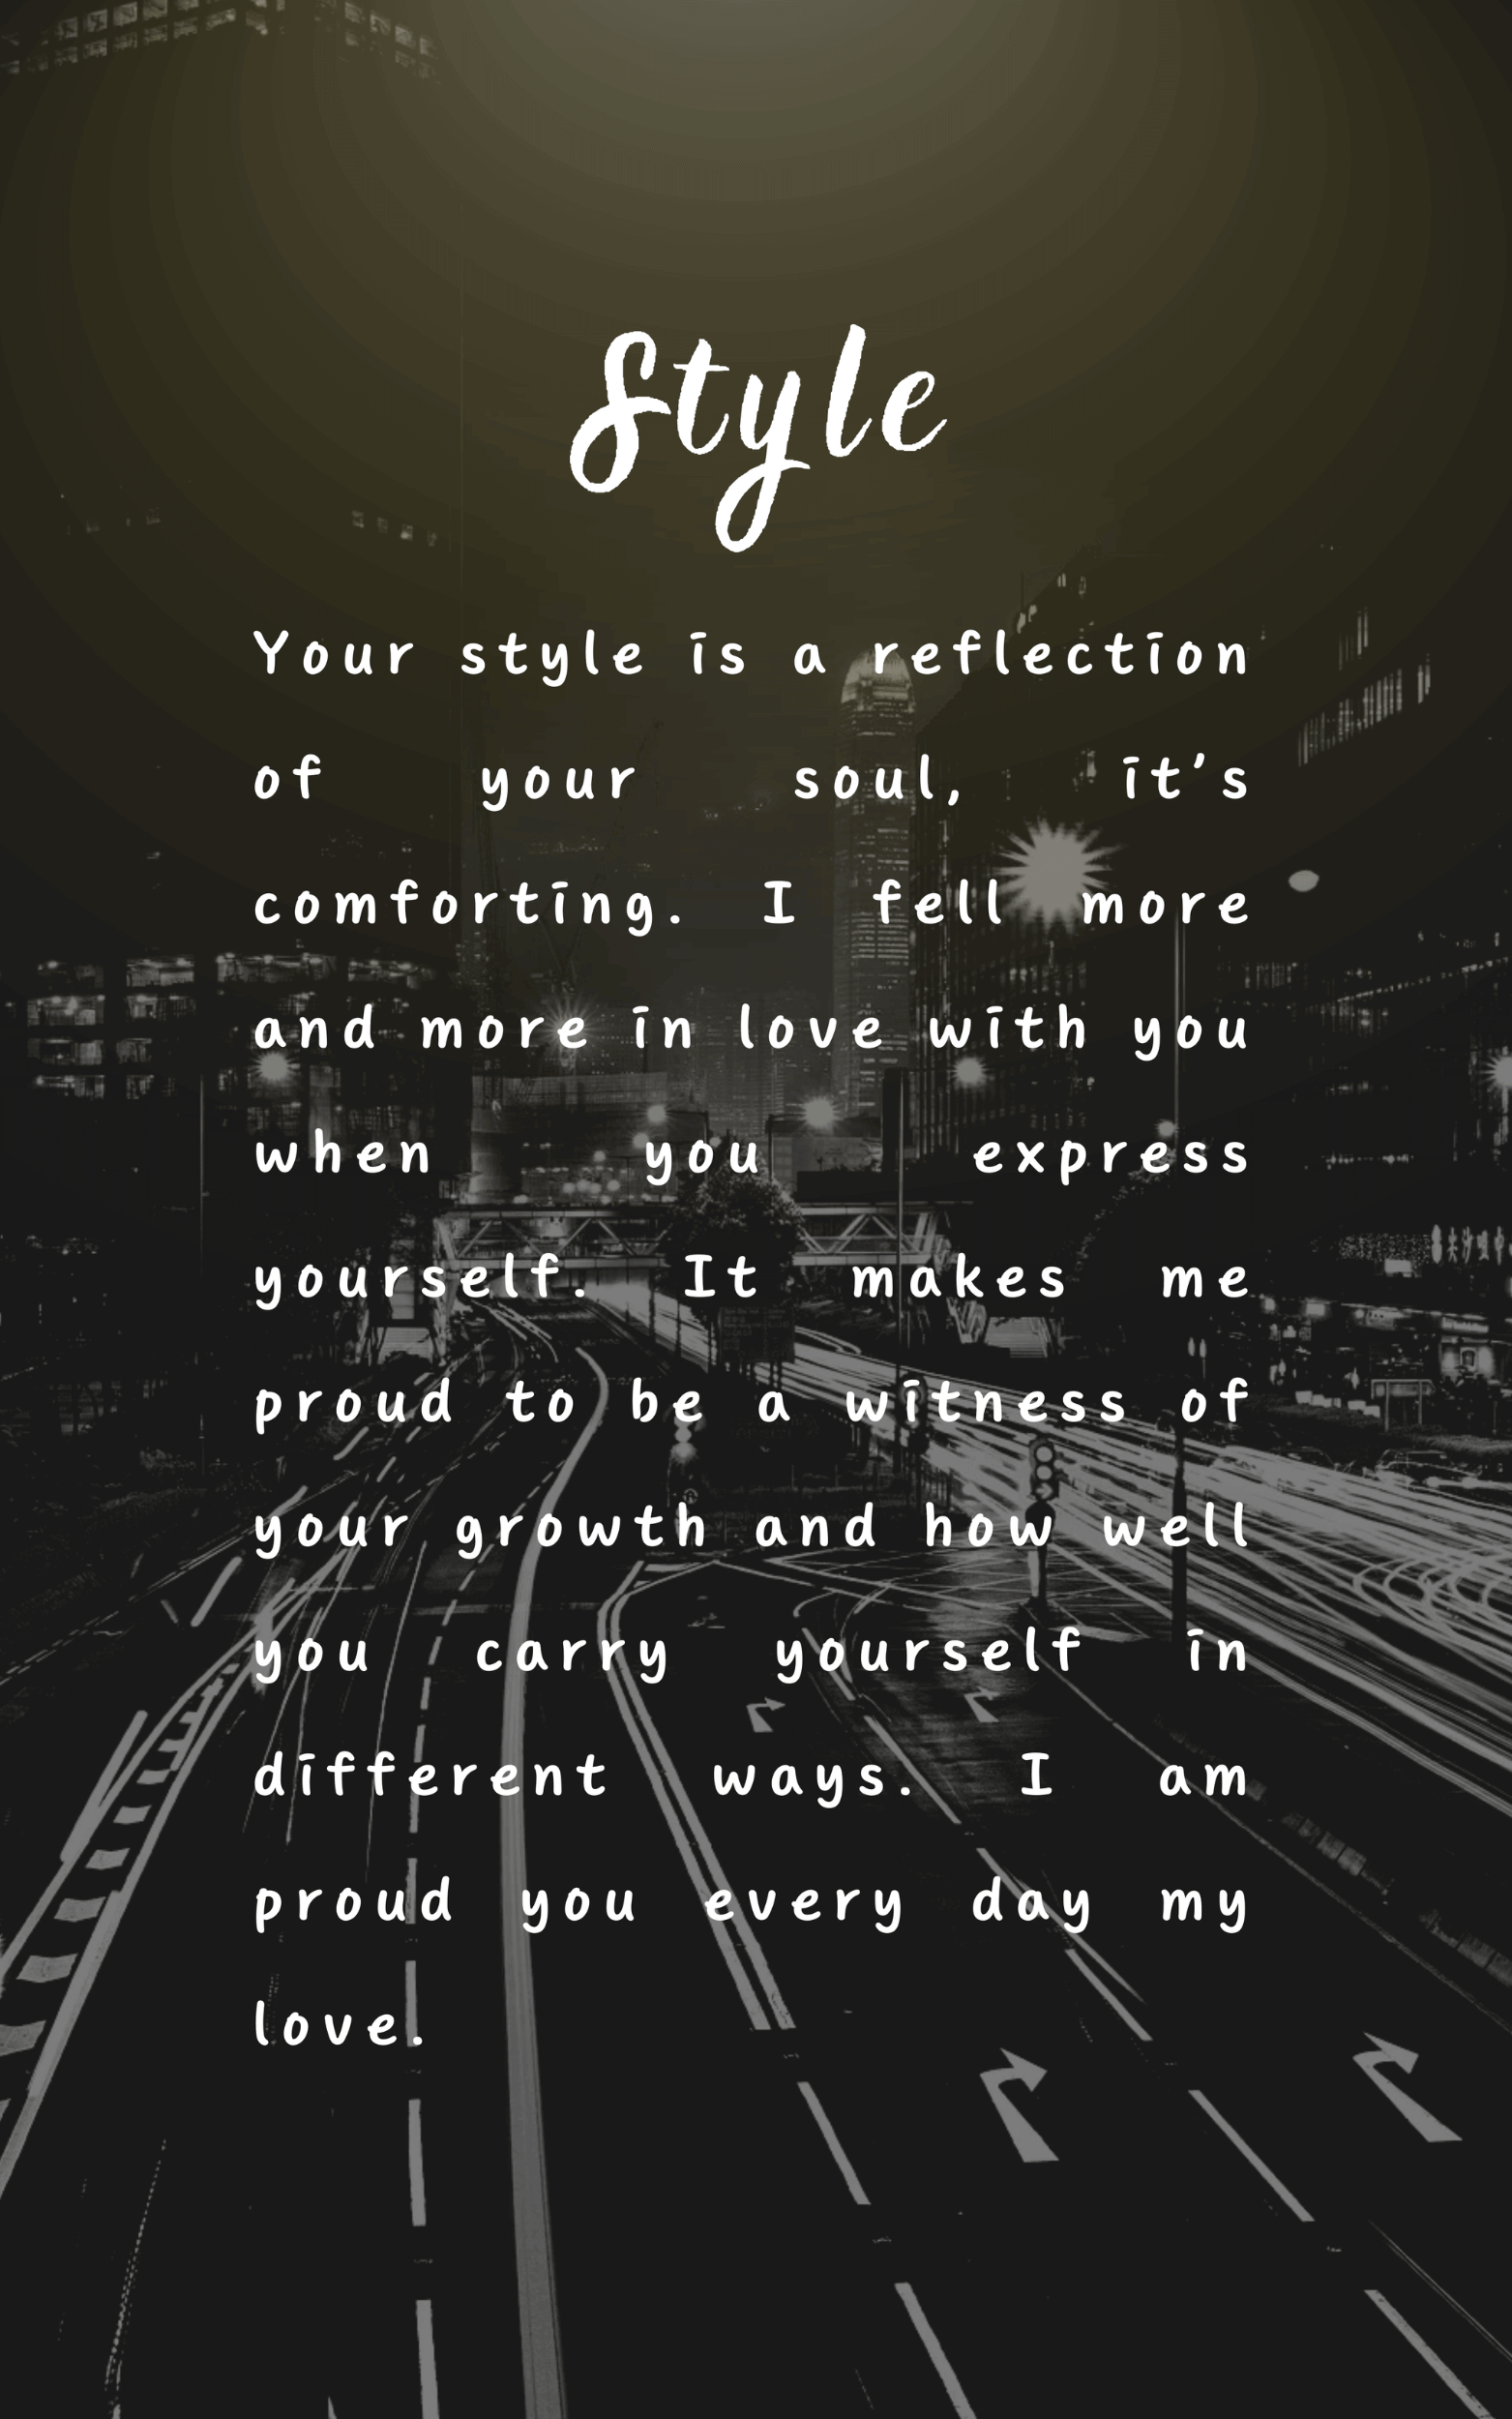 Style
Your style is a reflection
of your soul, it's
comforting. I fell more
and more in love with you
when you express
yourself. It makes me
proud to be a witness of
your growth and how well
you carry yourself in
different ways. I am
proud you every day my
love.